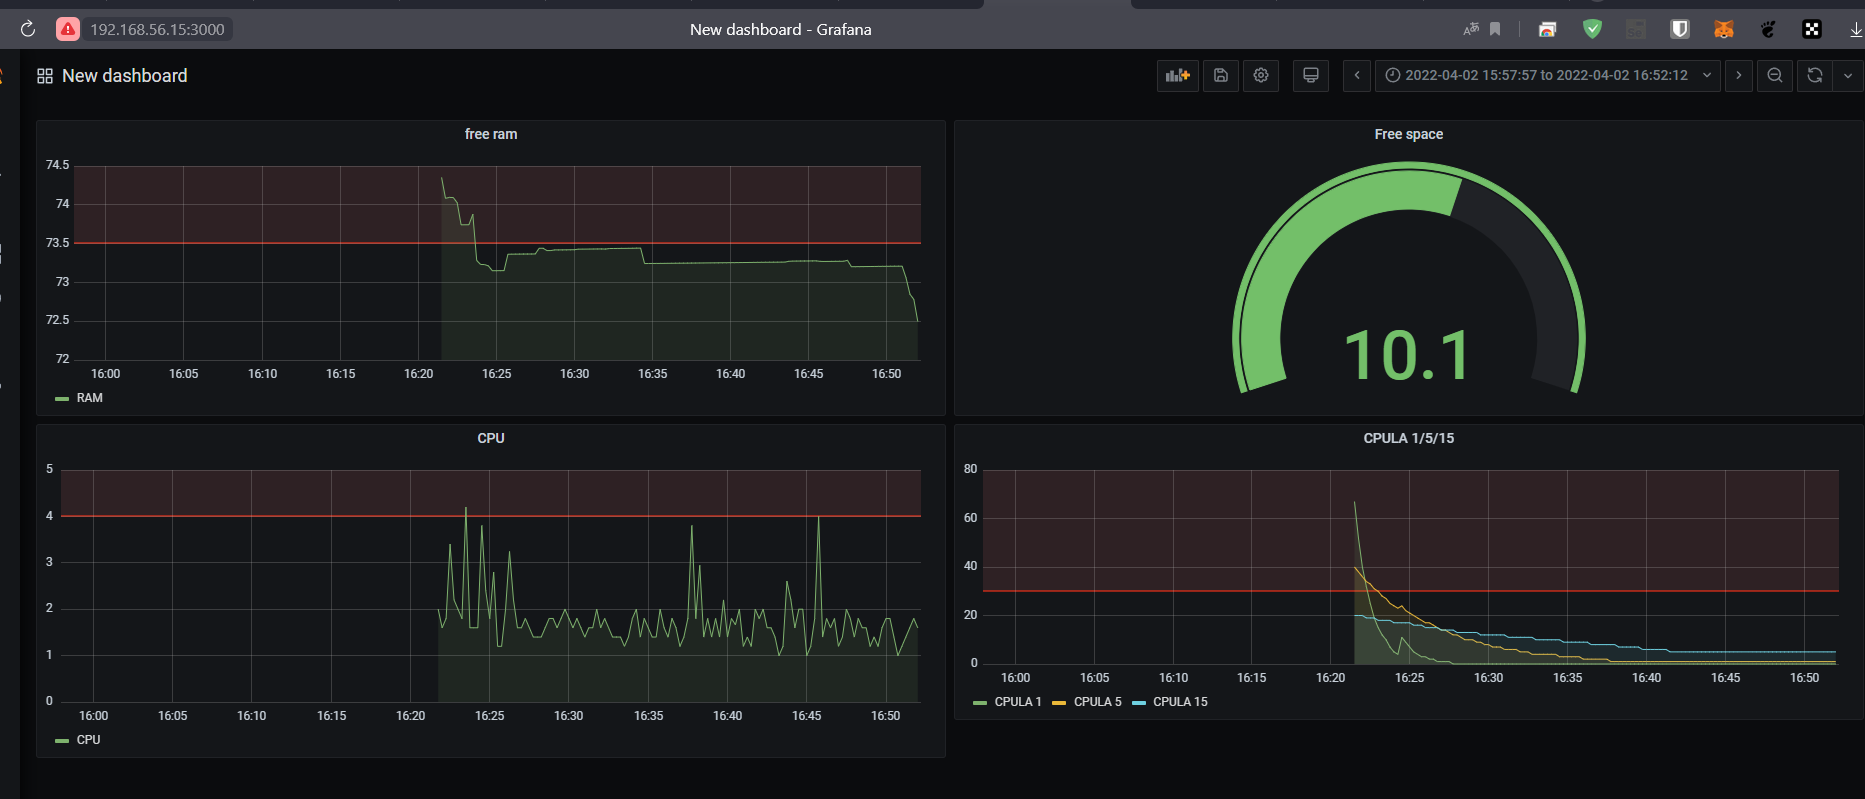 192.168.56.15:3000
New dashboard - Grafana
New dashboard
2022-04-02 15:57:57 to 2022-04-02 16:52:12
free ram
74.5
74
73.5
73
72.5
72
16:00 16:05 16:10 16:15 16:20 16:25 16:30 16:35 16:40 16:45 16:50
RAM
Free space
10.1
CPU
5
4
3
2
1
0
16:00 16:05 16:10 16:15 16:20 16:25 16:30 16:35 16:40 16:45 16:50
CPU
CPULA 1/5/15
80
60
40
20
0
16:00 16:05 16:10 16:15 16:20 16:25 16:30 16:35 16:40 16:45 16:50
CPULA 1 CPULA 5 CPULA 15